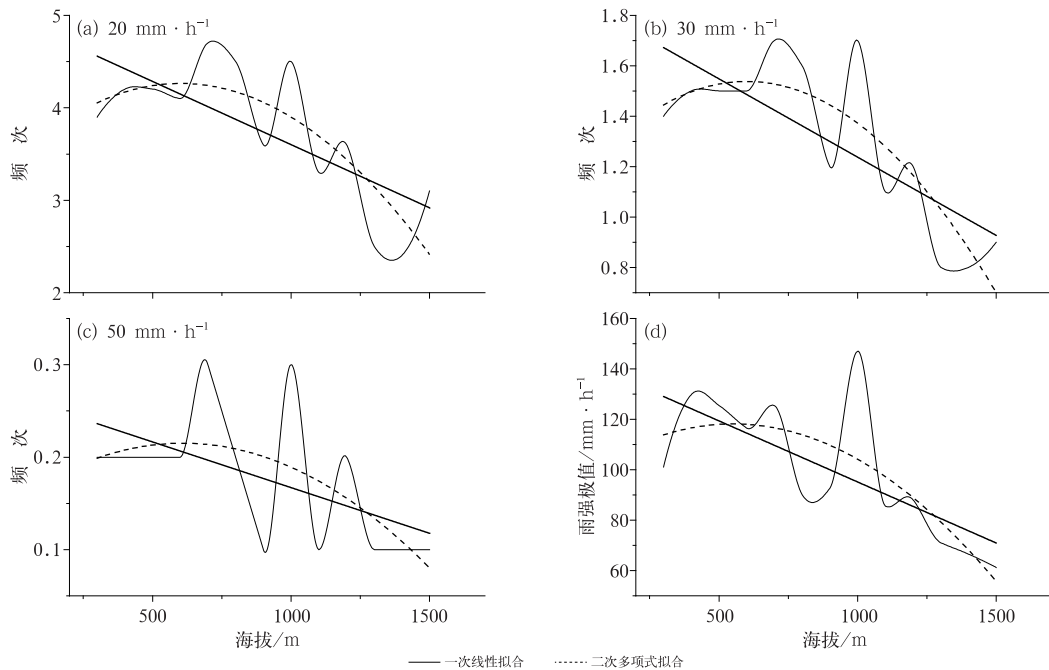 (a) 20 mm · h⁻¹
5
4
3
2
频 次
(b) 30 mm · h⁻¹
1.8
1.6
1.4
1.2
1.0
0.8
频 次
(c) 50 mm · h⁻¹
0.3
0.2
0.1
频 次
500 1000 1500
海拔/m
(d)
160
140
120
100
80
60
雨强极值/mm · h⁻¹
500 1000 1500
海拔/m
一次线性拟合 二次多项式拟合